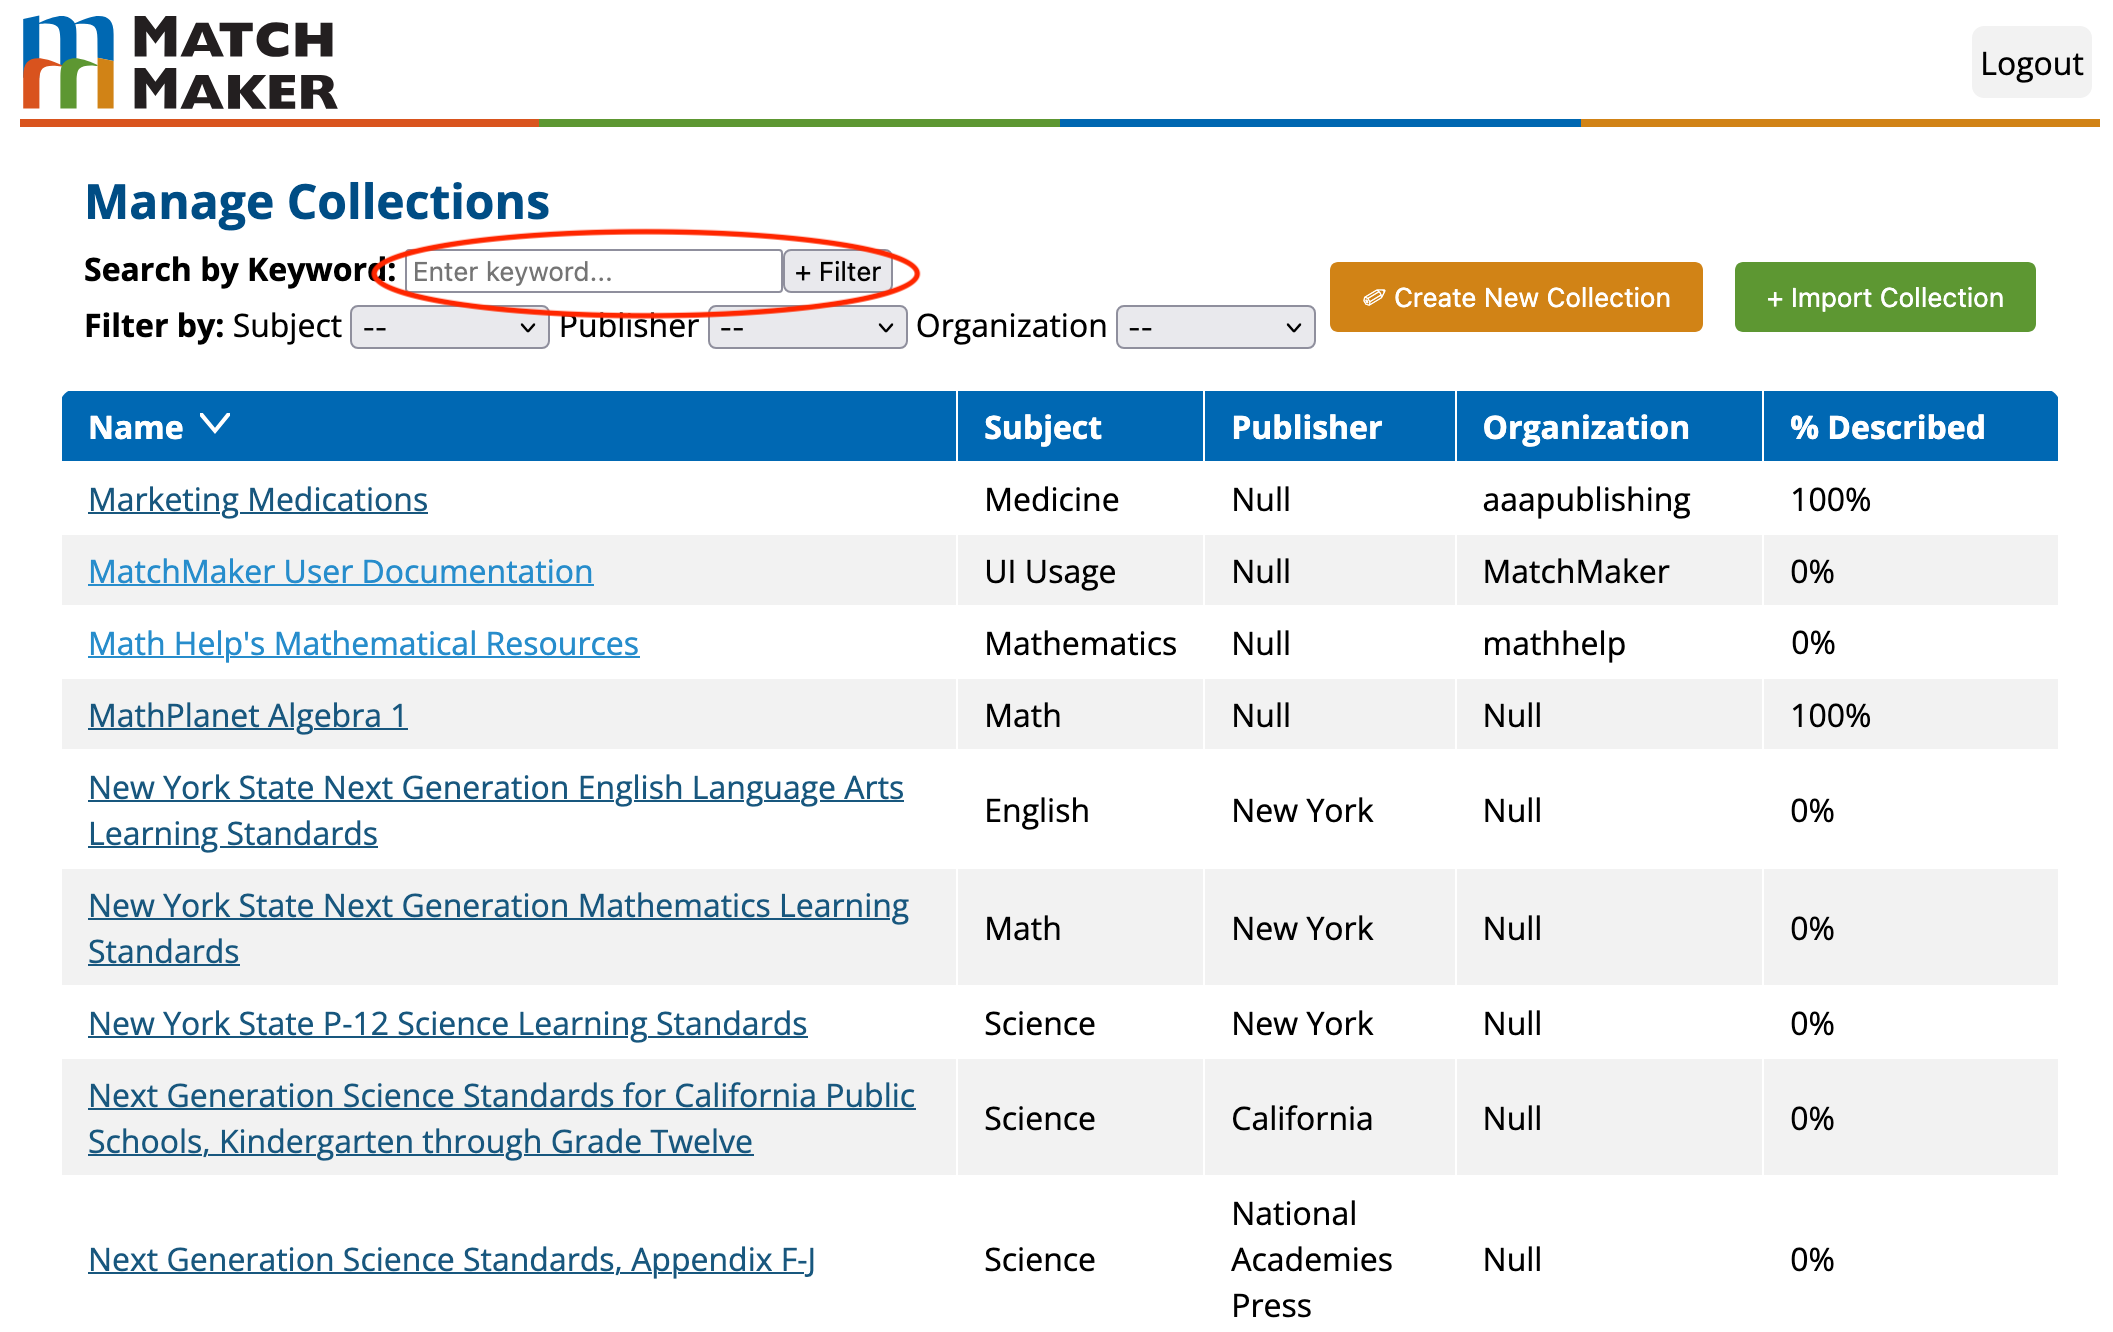 MATCH
MAKER
Logout
Manage Collections
Search by Keyword: Enter keyword... + Filter
Filter by: Subject -- Publisher -- Organization --
✏ Create New Collection
+ Import Collection
Name Subject Publisher Organization % Described
Marketing Medications Medicine Null aaapublishing 100%
MatchMaker User Documentation UI Usage Null MatchMaker 0%
Math Help's Mathematical Resources Mathematics Null mathhelp 0%
MathPlanet Algebra 1 Math Null Null 100%
New York State Next Generation English Language Arts
Learning Standards
English New York Null 0%
New York State Next Generation Mathematics Learning
Standards
Math New York Null 0%
New York State P-12 Science Learning Standards Science New York Null 0%
Next Generation Science Standards for California Public
Schools, Kindergarten through Grade Twelve
Science California Null 0%
Next Generation Science Standards, Appendix F-J Science
National
Academies
Press
Null 0%